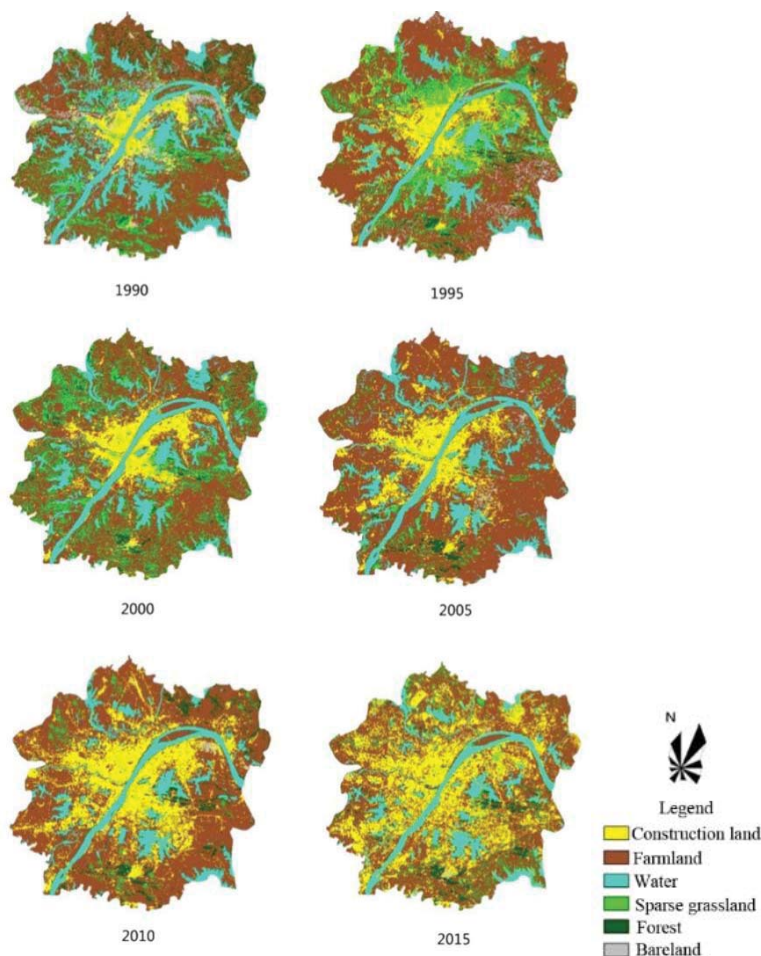 1990
1995
2000
2005
2010
2015
N
Legend
Construction land
Farmland
Water
Sparse grassland
Forest
Bareland